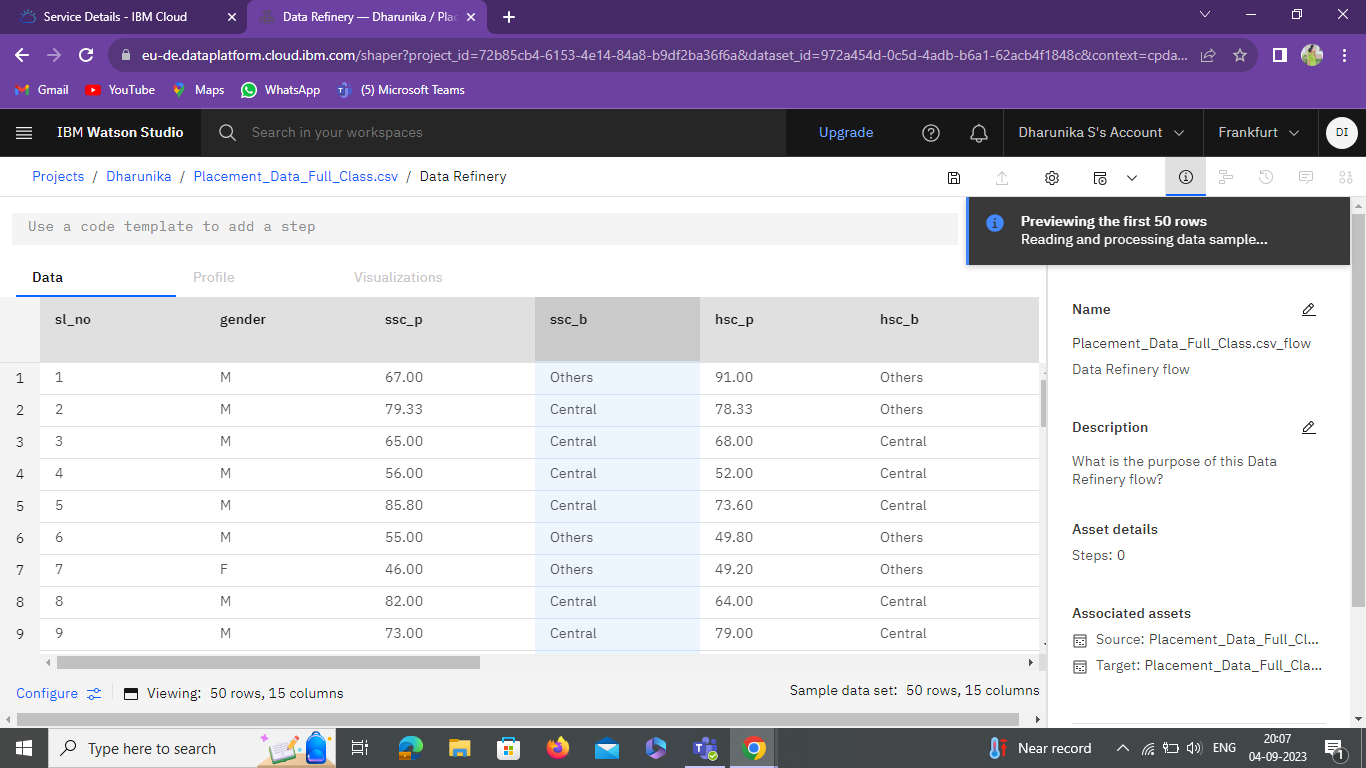 Service Details - IBM Cloud
Data Refinery — Dharunika / Plac
eu-de.dataplatform.cloud.ibm.com/shaper?project_id=72b85cb4-6153-4e14-84a8-b9df2ba36f6a&dataset_id=972a454d-0c5d-4adb-b6a1-62acb4f1848c&context=cpda...
Gmail YouTube Maps WhatsApp (5) Microsoft Teams
IBM Watson Studio Search in your workspaces Upgrade Dharunika S's Account Frankfurt DI
Projects / Dharunika / Placement_Data_Full_Class.csv / Data Refinery
Use a code template to add a step
Previewing the first 50 rows
Reading and processing data sample...
Data Profile Visualizations
sl_no gender ssc_p ssc_b hsc_p hsc_b
1 1 M 67.00 Others 91.00 Others
2 2 M 79.33 Central 78.33 Others
3 3 M 65.00 Central 68.00 Central
4 4 M 56.00 Central 52.00 Central
5 5 M 85.80 Central 73.60 Central
6 6 M 55.00 Others 49.80 Others
7 7 F 46.00 Others 49.20 Others
8 8 M 82.00 Central 64.00 Central
9 9 M 73.00 Central 79.00 Central
Configure Viewing: 50 rows, 15 columns Sample data set: 50 rows, 15 columns
Name
Placement_Data_Full_Class.csv_flow
Data Refinery flow
Description
What is the purpose of this Data
Refinery flow?
Asset details
Steps: 0
Associated assets
Source: Placement_Data_Full_Cl...
Target: Placement_Data_Full_Cla...
Type here to search Near record ENG 20:07
04-09-2023 1